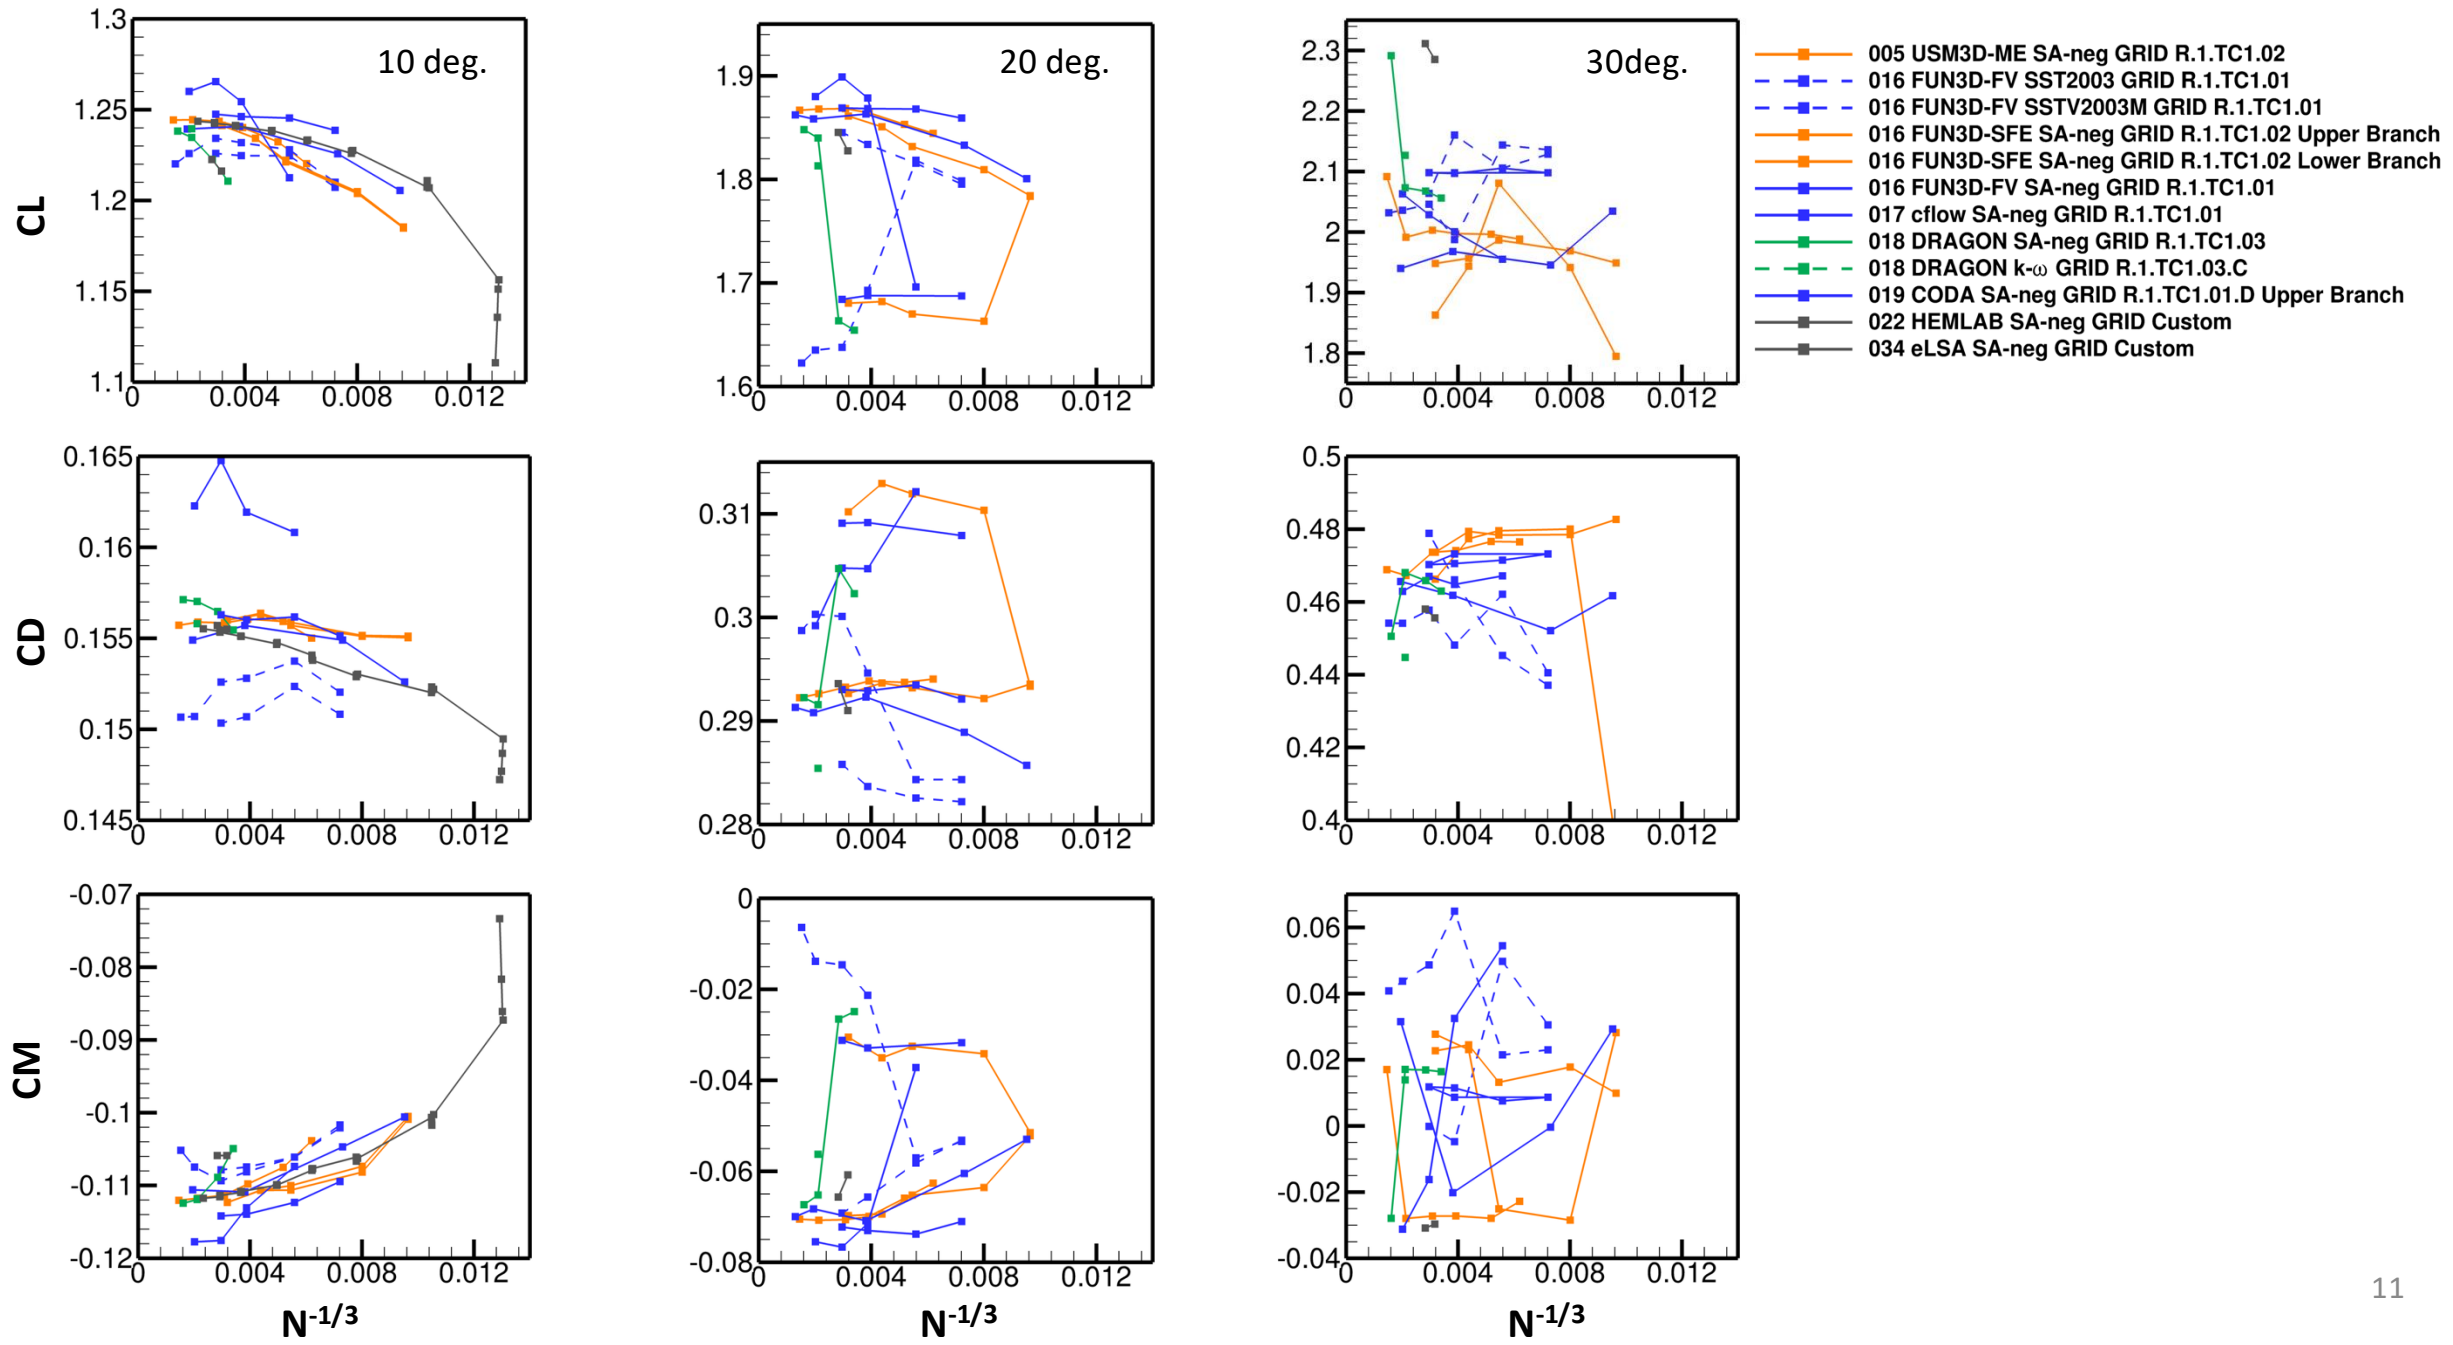 10 deg.
1.3
1.25
1.2
1.15
1.1
0 0.004 0.008 0.012
CL
20 deg.
1.9
1.8
1.7
1.6
0 0.004 0.008 0.012
30deg.
2.3
2.2
2.1
2
1.9
1.8
0 0.004 0.008 0.012
005 USM3D-ME SA-neg GRID R.1.TC1.02
016 FUN3D-FV SST2003 GRID R.1.TC1.01
016 FUN3D-FV SSTV2003M GRID R.1.TC1.01
016 FUN3D-SFE SA-neg GRID R.1.TC1.02 Upper Branch
016 FUN3D-SFE SA-neg GRID R.1.TC1.02 Lower Branch
016 FUN3D-FV SA-neg GRID R.1.TC1.01
017 cflow SA-neg GRID R.1.TC1.01
018 DRAGON SA-neg GRID R.1.TC1.03
018 DRAGON k-ω GRID R.1.TC1.03.C
019 CODA SA-neg GRID R.1.TC1.01.D Upper Branch
022 HEMLAB SA-neg GRID Custom
034 eLSA SA-neg GRID Custom
0.165
0.16
0.155
0.15
0.145
0 0.004 0.008 0.012
CD
0.31
0.3
0.29
0.28
0 0.004 0.008 0.012
0.5
0.48
0.46
0.44
0.42
0.4
0 0.004 0.008 0.012
-0.07
-0.08
-0.09
-0.1
-0.11
-0.12
0 0.004 0.008 0.012
CM
0
-0.02
-0.04
-0.06
-0.08
0 0.004 0.008 0.012
0.06
0.04
0.02
0
-0.02
-0.04
0 0.004 0.008 0.012
N-1/3
N-1/3
N-1/3
11